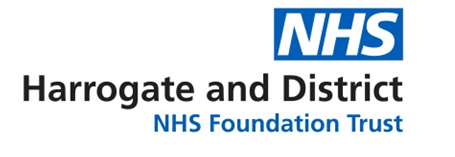 NHS
Harrogate and District
NHS Foundation Trust